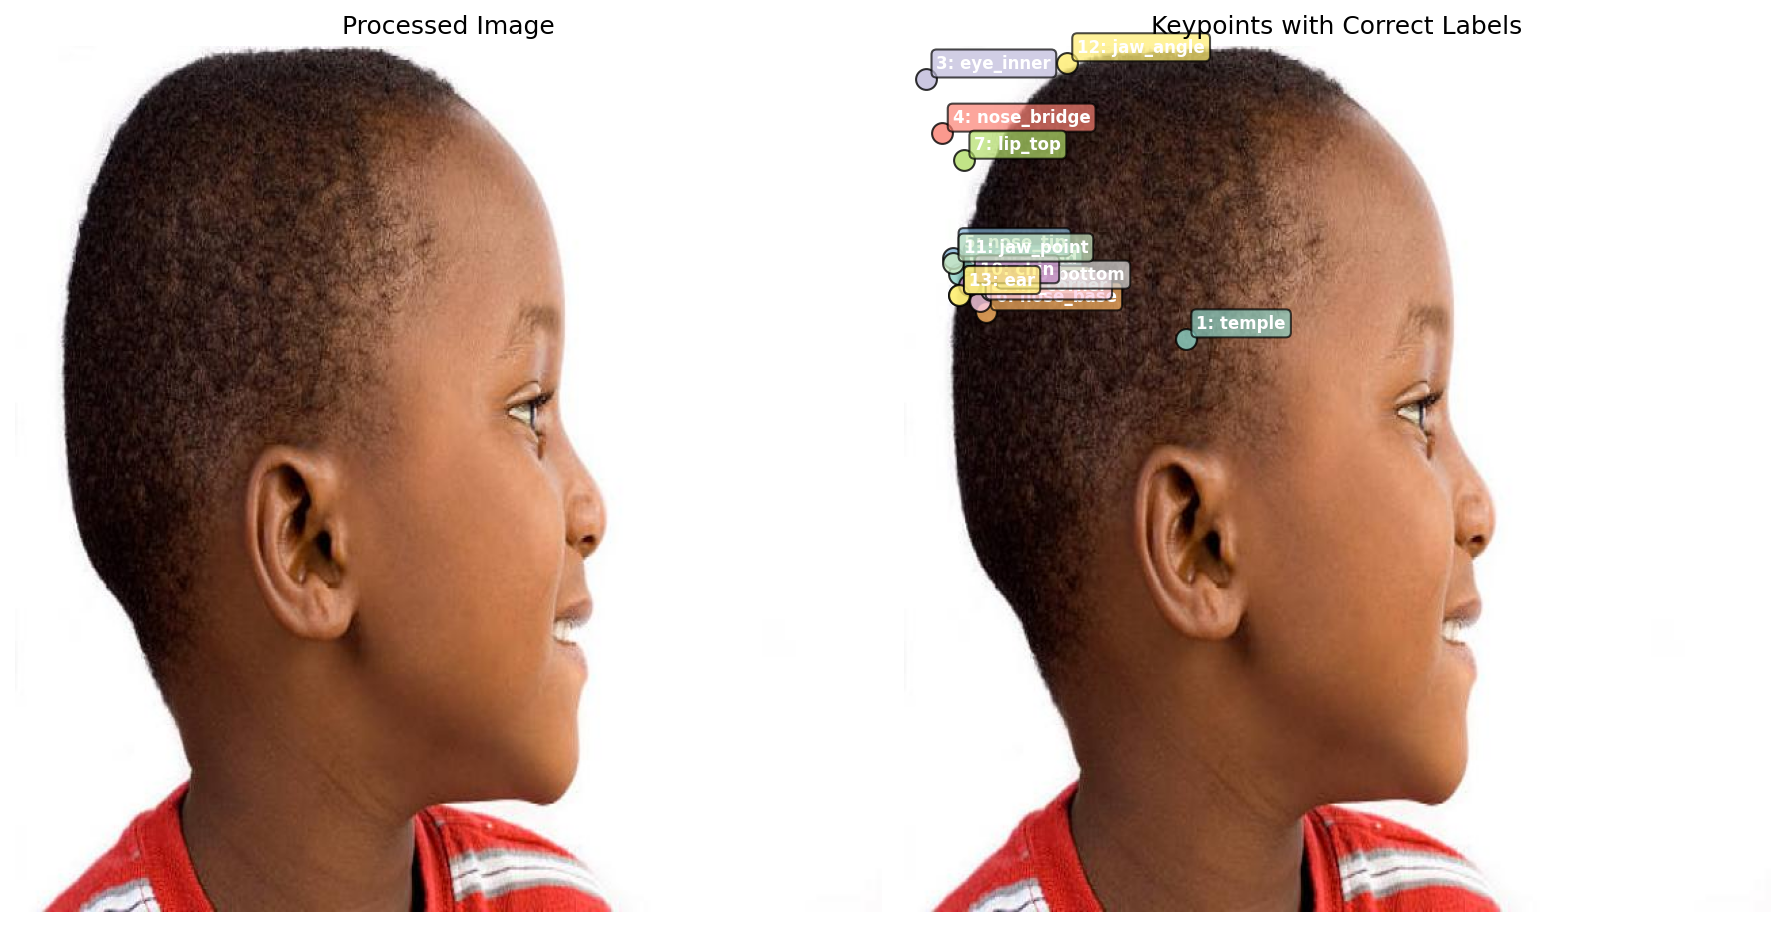 Processed Image
Keypoints with Correct Labels
12: jaw_angle
3: eye_inner
4: nose_bridge
7: lip_top
11: jaw_point
bottom
13: ear
1: temple